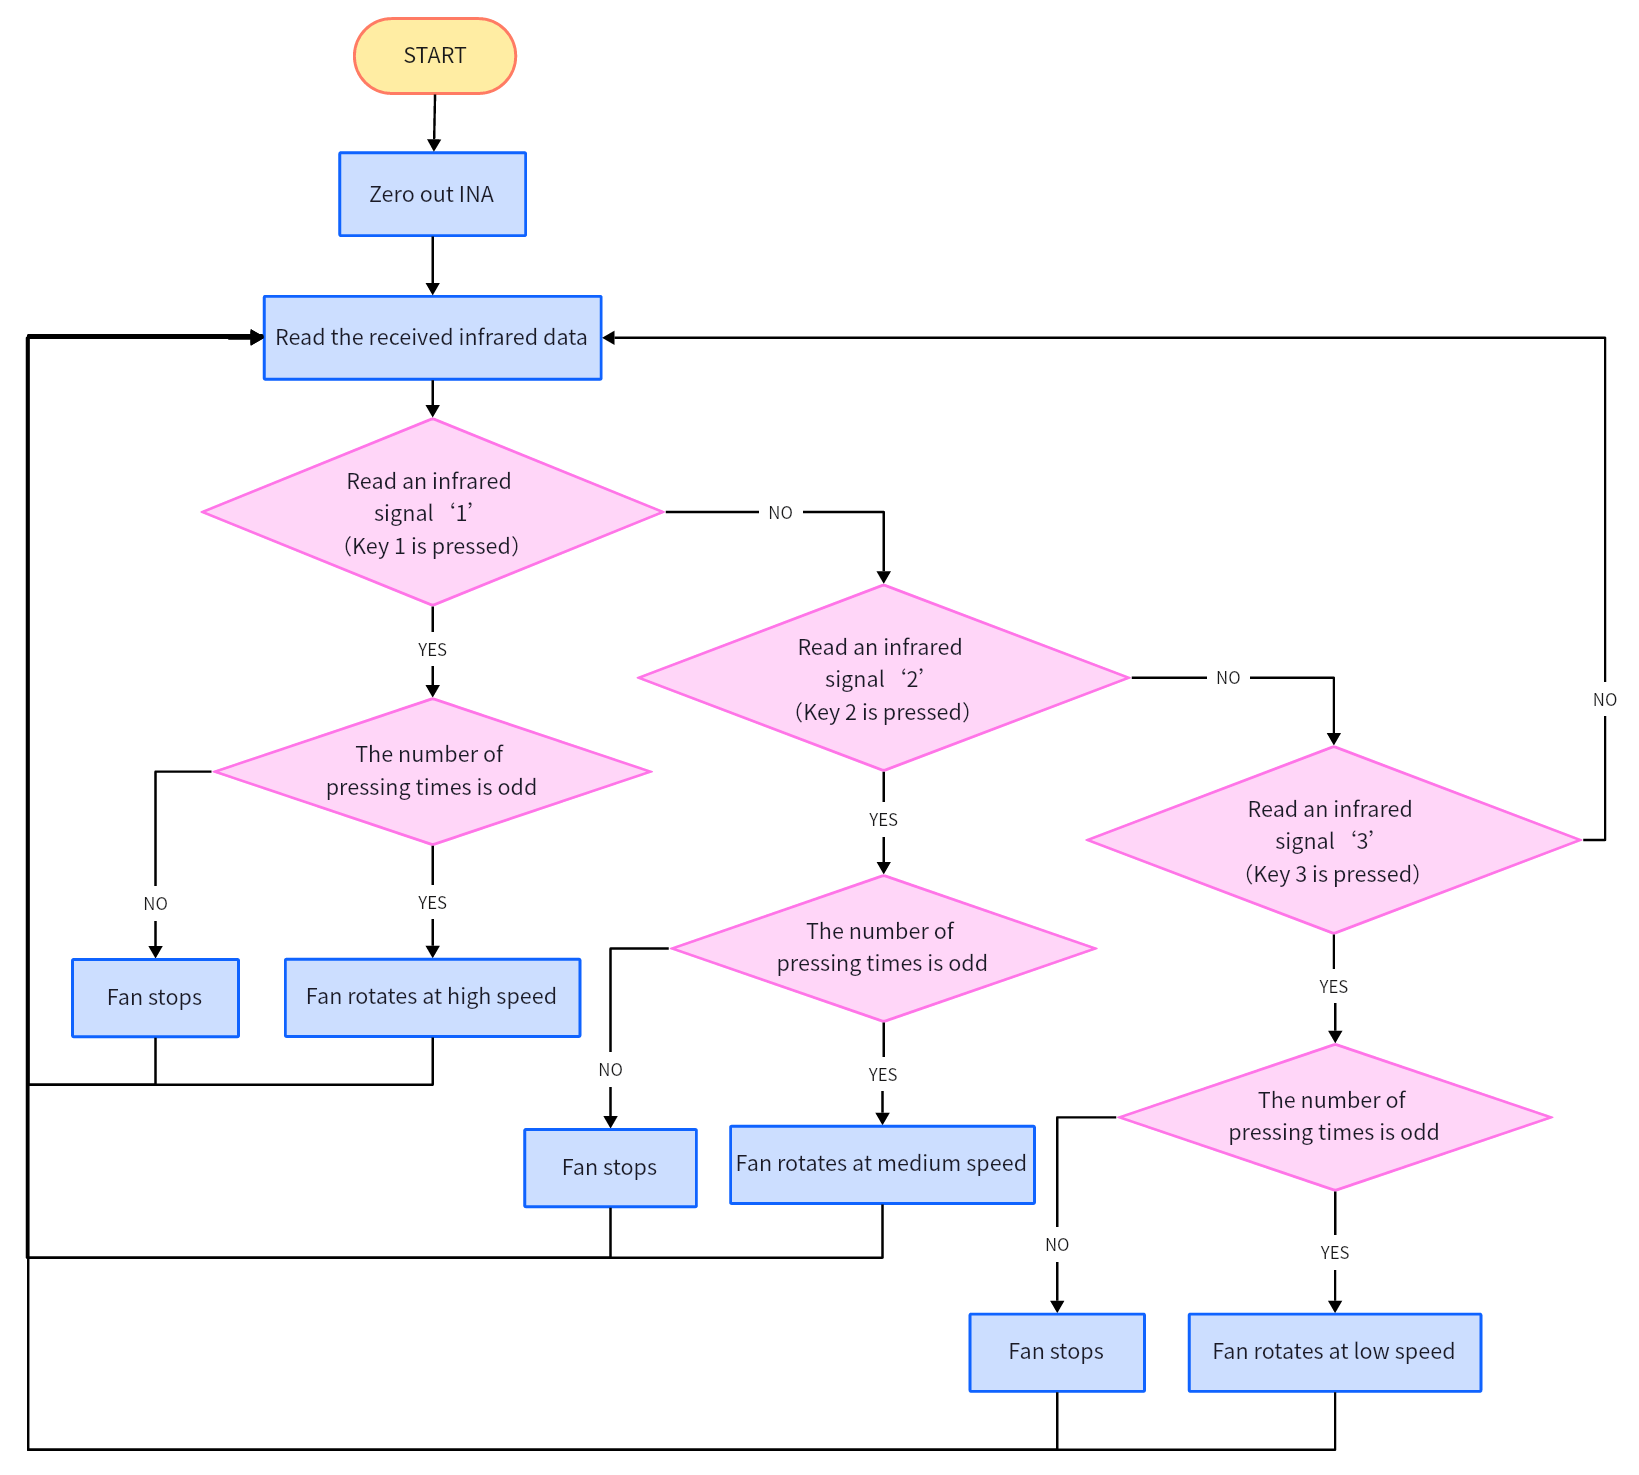 START
Zero out INA
Read the received infrared data
Read an infrared
signal ‘1’
（Key 1 is pressed）
NO
YES
Read an infrared
signal ‘2’
（Key 2 is pressed）
NO
NO
The number of
pressing times is odd
Read an infrared
signal ‘3’
（Key 3 is pressed）
YES
NO
YES
The number of
pressing times is odd
Fan stops
Fan rotates at high speed
YES
NO
YES
The number of
pressing times is odd
Fan stops
Fan rotates at medium speed
NO
YES
Fan stops
Fan rotates at low speed